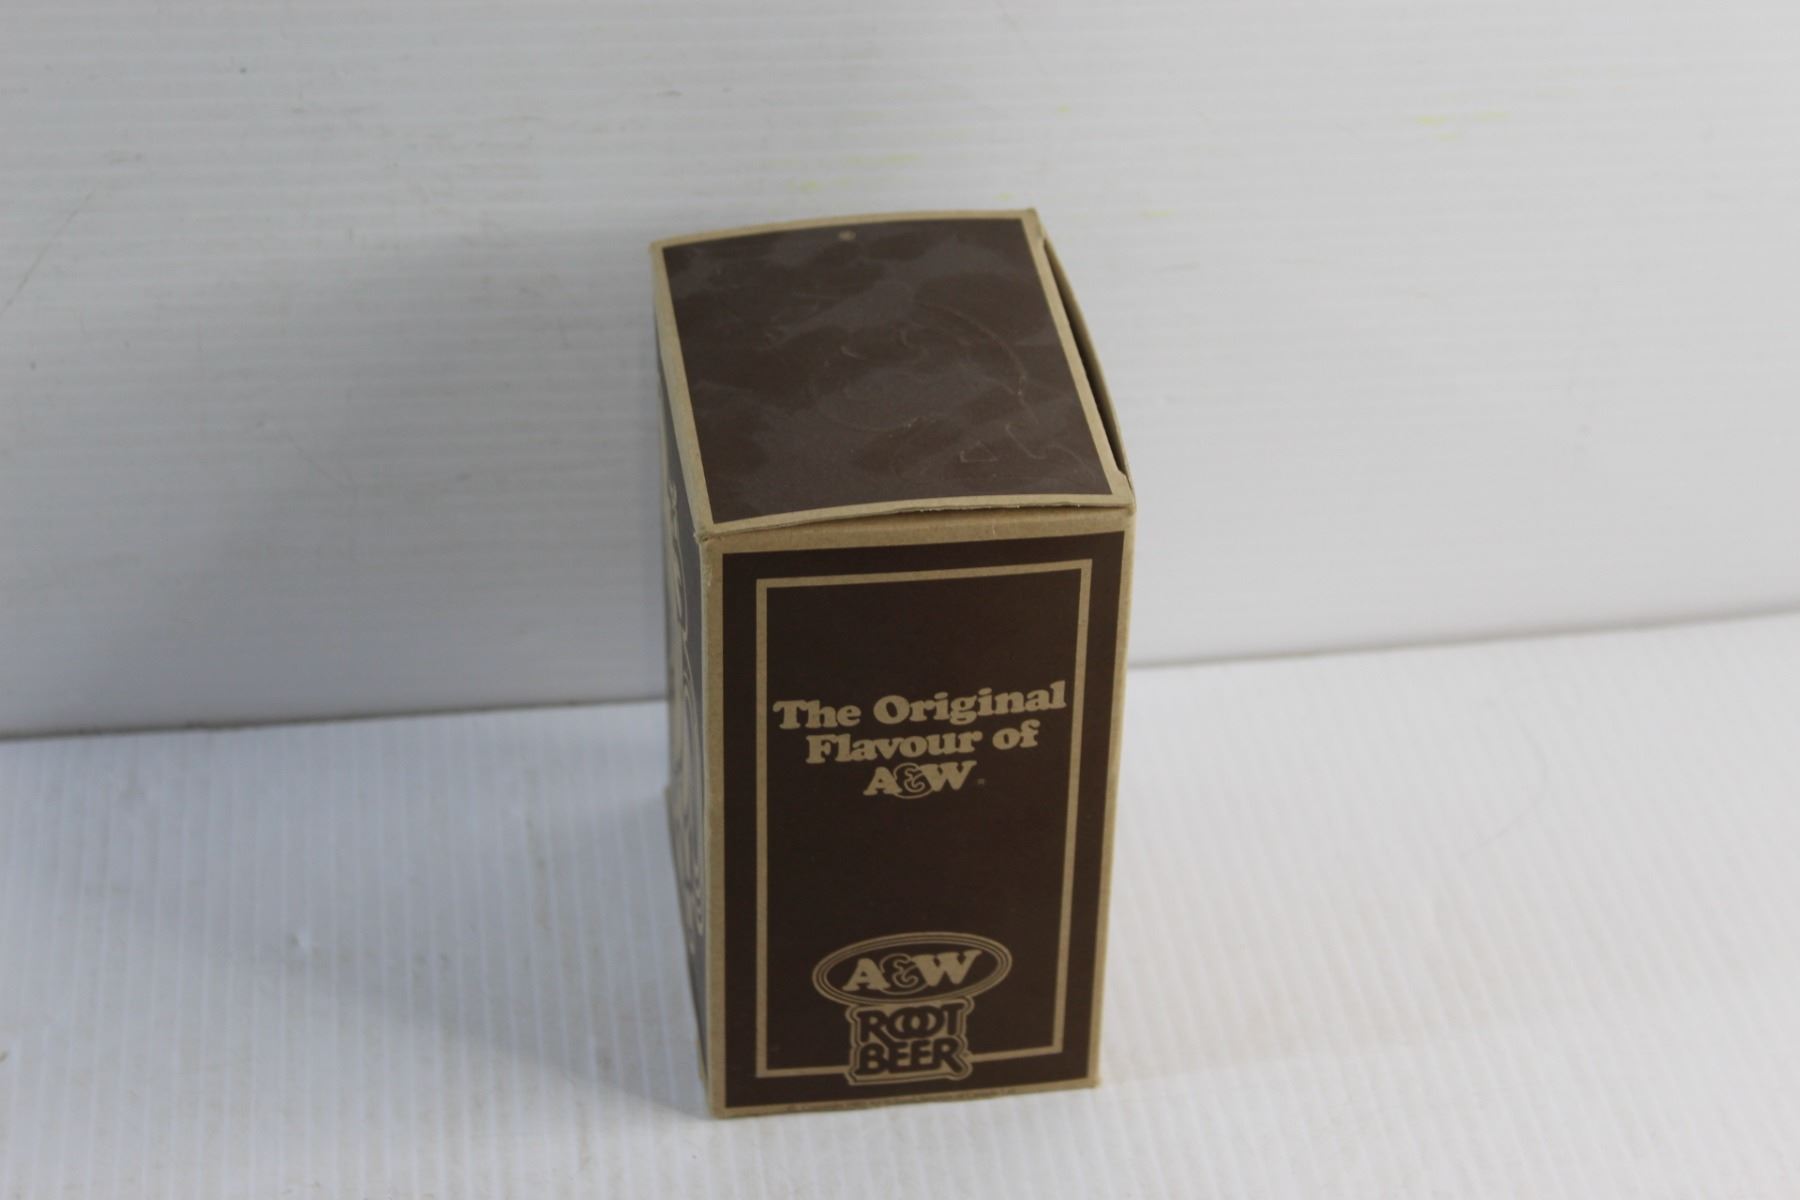 The Original
Flavour of
A&W
A&W
ROOT
BEER